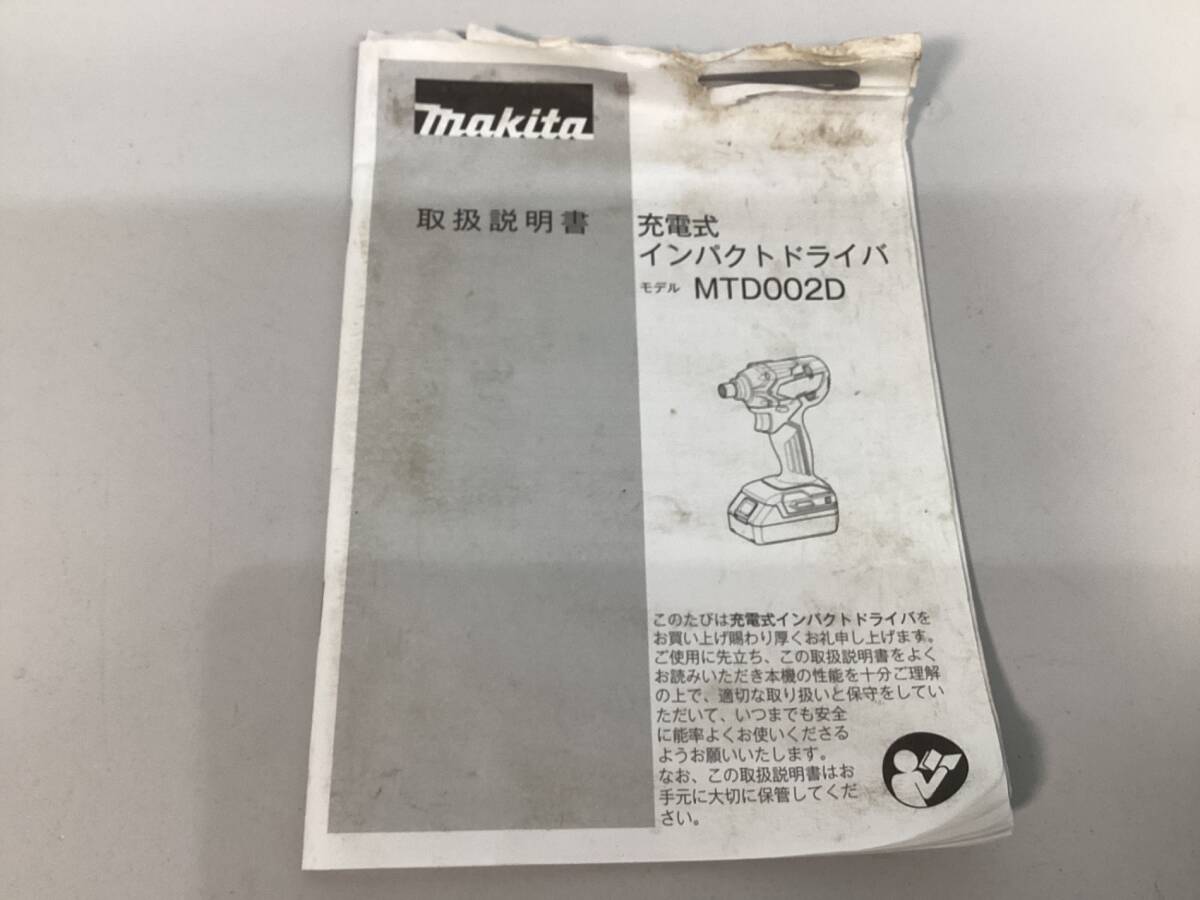 makita
取扱説明書
充電式
インパクトドライバ
モデル MTD002D
このたびは充電式インパクトドライバを
お買い上げ賜わり厚くお礼申し上げます。
ご使用に先立ち、この取扱説明書をよく
お読みいただき本機の性能を十分ご理解
の上で、適切な取り扱いと保守をしてい
ただいて、いつまでも安全
に能率よくお使いくださる
ようお願いいたします。
なお、この取扱説明書はお
手元に大切に保管してくだ
さい。